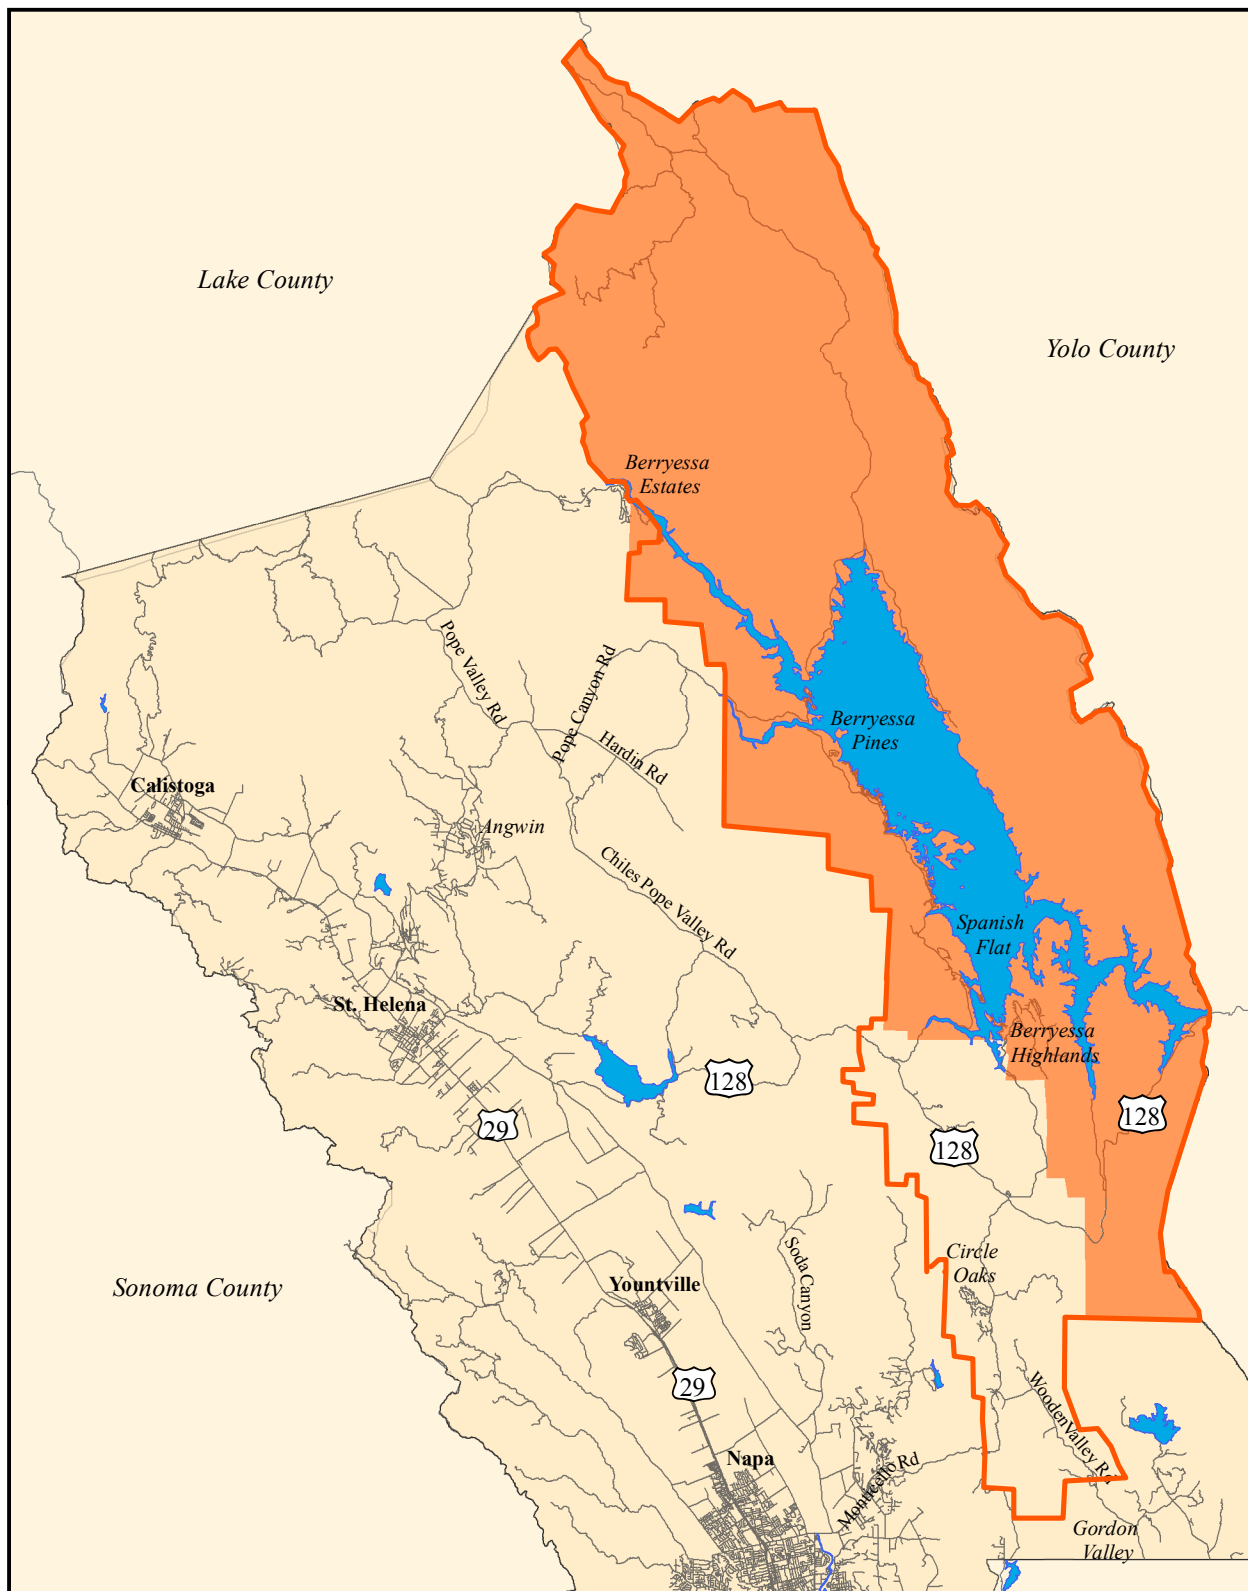 Lake County
Yolo County
Berryessa
Estates
Pope Valley Rd
Pope Canyon Rd
Hardin Rd
Berryessa
Pines
Calistoga
Angwin
Chiles Pope Valley Rd
Spanish
Flat
St. Helena
Berryessa
Highlands
128
128
128
29
Soda Canyon
Circle
Oaks
Sonoma County
Yountville
29
Wooden Valley Rd
Napa
Monticello Rd
Gordon
Valley